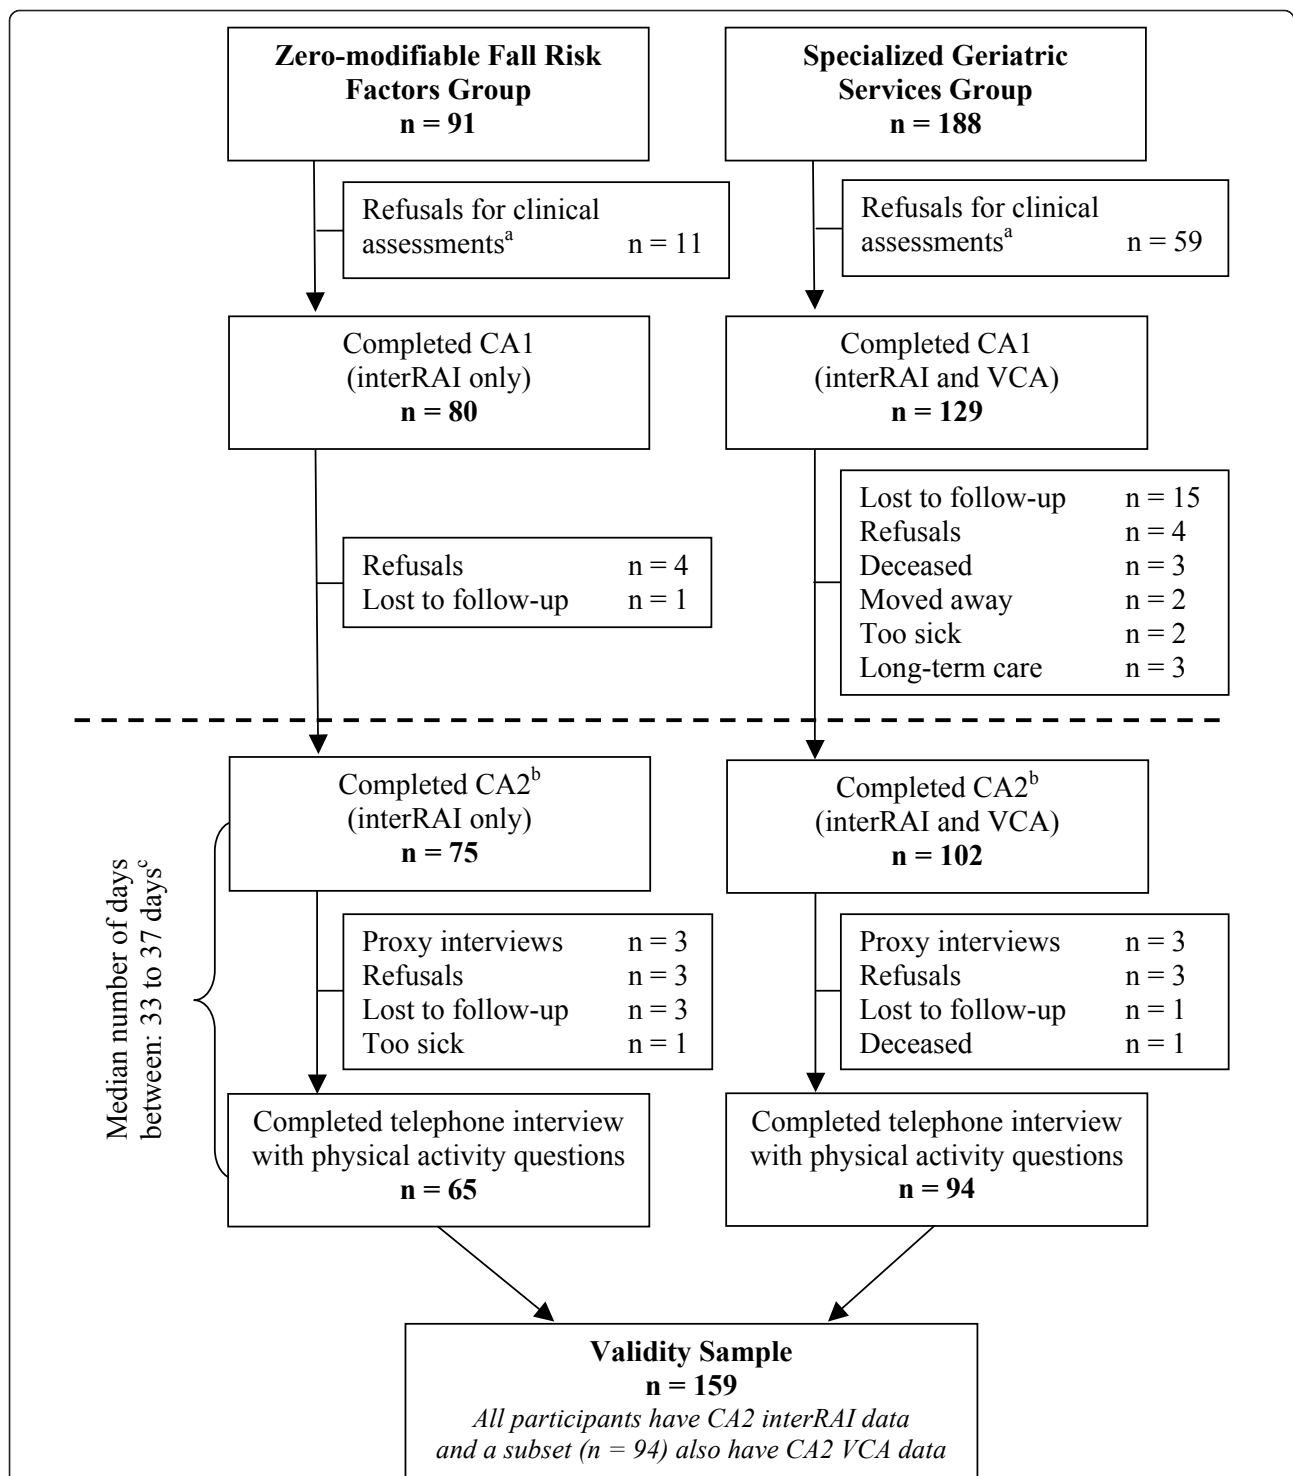 Zero-modifiable Fall Risk
Factors Group
n = 91
Specialized Geriatric
Services Group
n = 188
Refusals for clinical
assessmentsᵃ n = 11
Refusals for clinical
assessmentsᵃ n = 59
Completed CA1
(interRAI only)
n = 80
Completed CA1
(interRAI and VCA)
n = 129
Refusals n = 4
Lost to follow-up n = 1
Lost to follow-up n = 15
Refusals n = 4
Deceased n = 3
Moved away n = 2
Too sick n = 2
Long-term care n = 3
Completed CA2ᵇ
(interRAI only)
n = 75
Completed CA2ᵇ
(interRAI and VCA)
n = 102
Median number of days
between: 33 to 37 daysᶜ
Proxy interviews n = 3
Refusals n = 3
Lost to follow-up n = 3
Too sick n = 1
Proxy interviews n = 3
Refusals n = 3
Lost to follow-up n = 1
Deceased n = 1
Completed telephone interview
with physical activity questions
n = 65
Completed telephone interview
with physical activity questions
n = 94
Validity Sample
n = 159
All participants have CA2 interRAI data
and a subset (n = 94) also have CA2 VCA data